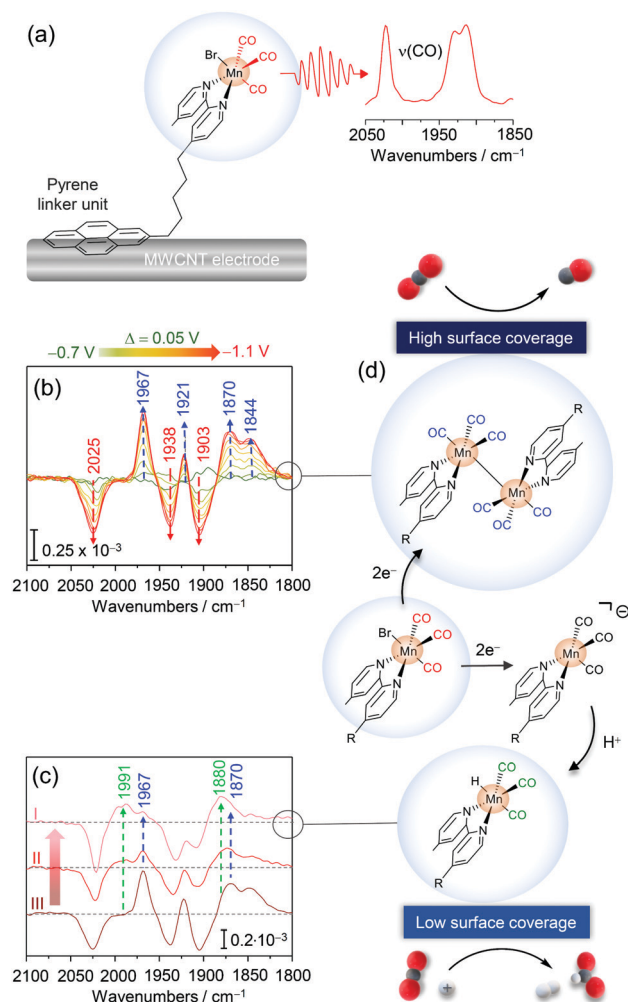 (a)
Br
CO
CO
CO
Mn
N
N
ν(CO)
2050
1950
1850
Wavenumbers / cm⁻¹
Pyrene
linker unit
MWCNT electrode
High surface coverage
−0.7 V
Δ = 0.05 V
−1.1 V
(b)
2025
1967
1938
1921
1903
1870
1844
0.25 x 10⁻³
2100 2050 2000 1950 1900 1850 1800
Wavenumbers / cm⁻¹
(d)
CO
OC
CO
Mn
N
N
R
R
N
N
Mn
OC
OC
CO
2e⁻
Br
CO
CO
CO
Mn
N
N
R
2e⁻
⊖
CO
CO
CO
Mn
N
N
R
H⁺
(c)
1991
1967
1880
1870
I
II
III
0.2·10⁻³
2100 2050 2000 1950 1900 1850 1800
Wavenumbers / cm⁻¹
H
CO
CO
CO
Mn
N
N
R
Low surface coverage
+